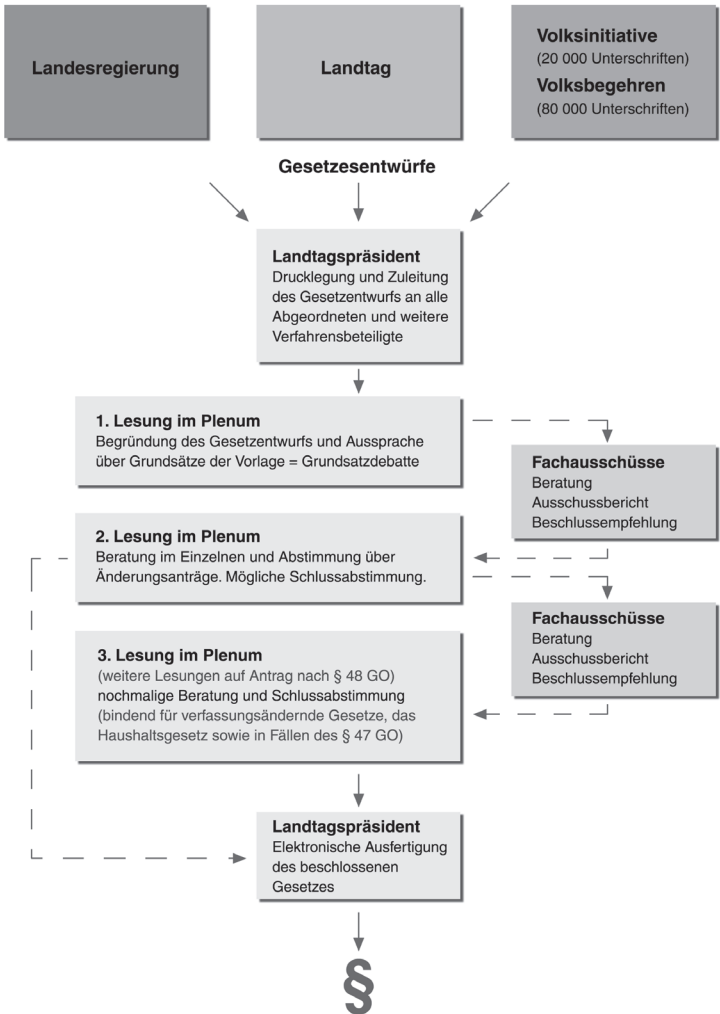 Landesregierung
Landtag
Volksinitiative
(20 000 Unterschriften)
Volksbegehren
(80 000 Unterschriften)
Gesetzesentwürfe
Landtagspräsident
Drucklegung und Zuleitung
des Gesetzentwurfs an alle
Abgeordneten und weitere
Verfahrensbeteiligte
1. Lesung im Plenum
Begründung des Gesetzentwurfs und Aussprache
über Grundsätze der Vorlage = Grundsatzdebatte
Fachausschüsse
Beratung
Ausschussbericht
Beschlussempfehlung
2. Lesung im Plenum
Beratung im Einzelnen und Abstimmung über
Änderungsanträge. Mögliche Schlussabstimmung.
Fachausschüsse
Beratung
Ausschussbericht
Beschlussempfehlung
3. Lesung im Plenum
(weitere Lesungen auf Antrag nach § 48 GO)
nochmalige Beratung und Schlussabstimmung
(bindend für verfassungsändernde Gesetze, das
Haushaltsgesetz sowie in Fällen des § 47 GO)
Landtagspräsident
Elektronische Ausfertigung
des beschlossenen
Gesetzes
§